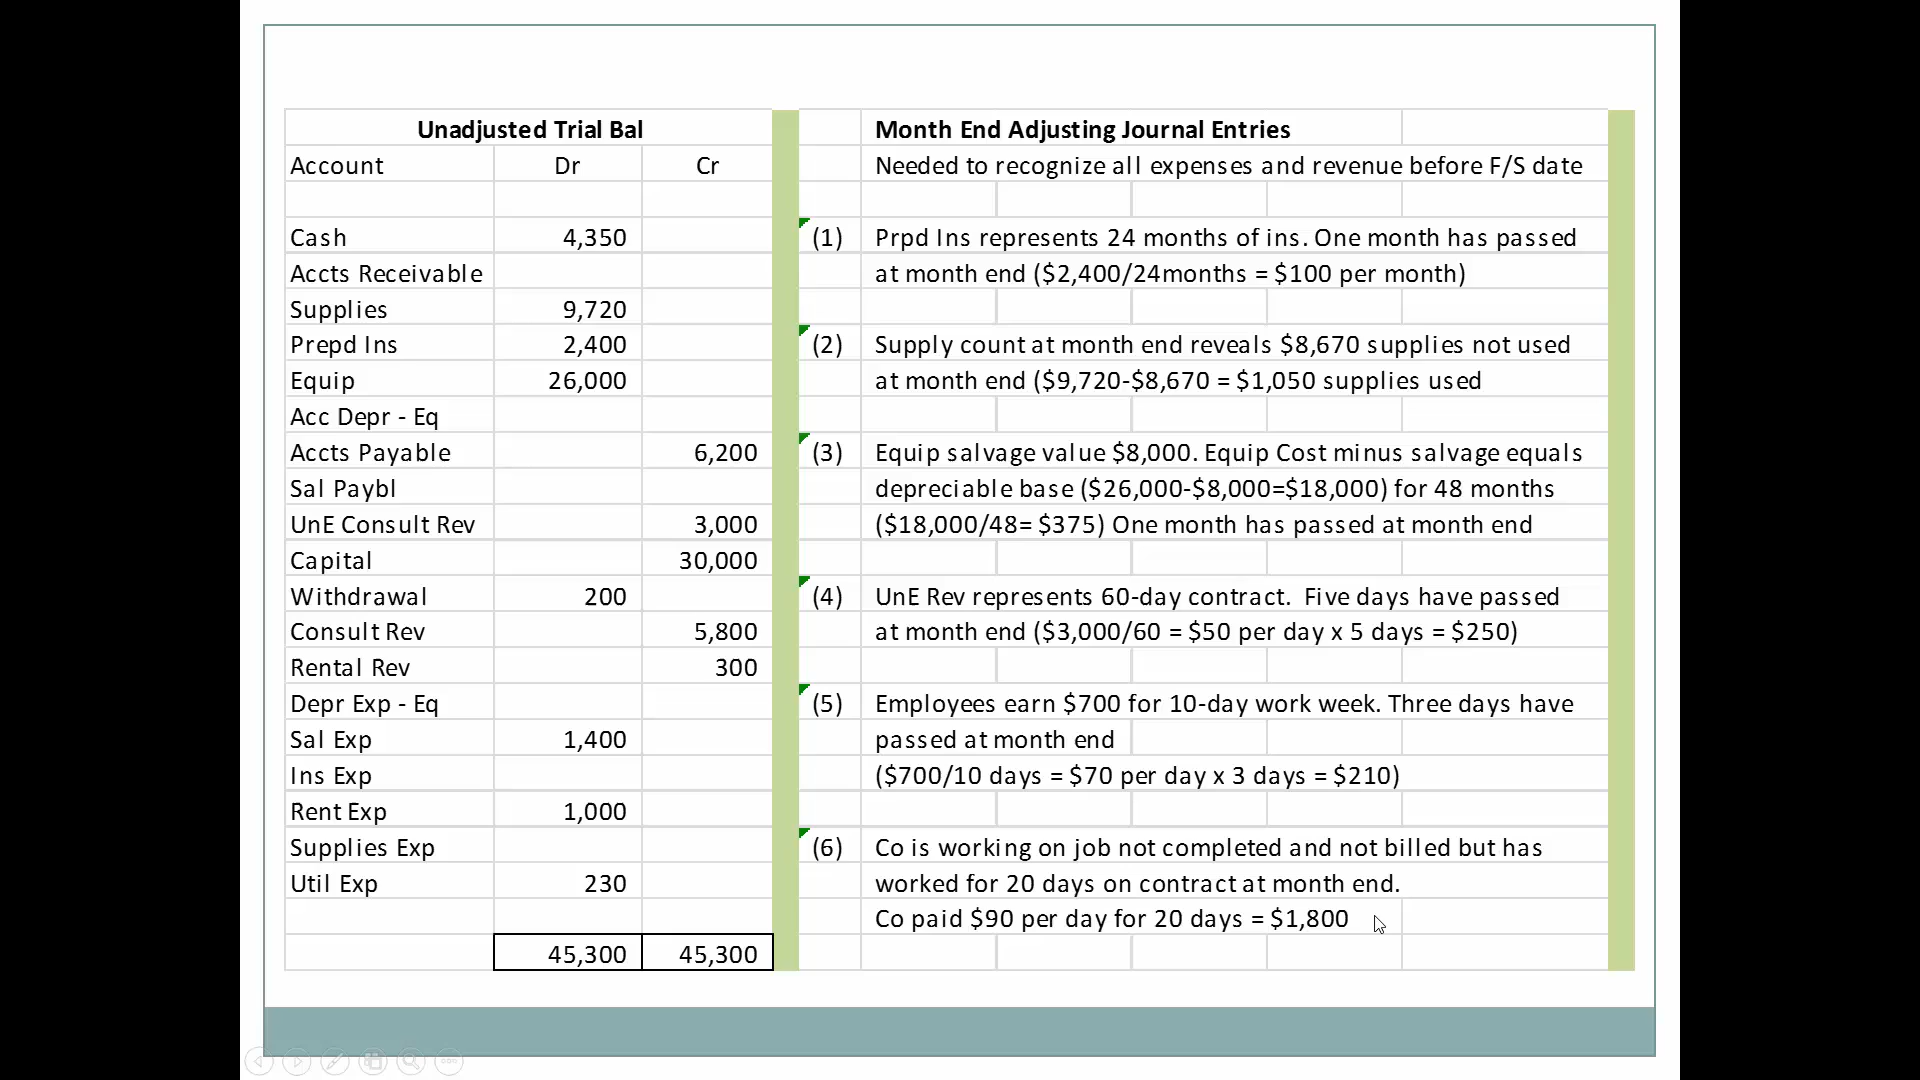 Unadjusted Trial Bal
Account Dr Cr
Cash 4,350
Accts Receivable
Supplies 9,720
Prepd Ins 2,400
Equip 26,000
Acc Depr - Eq
Accts Payable 6,200
Sal Paybl
UnE Consult Rev 3,000
Capital 30,000
Withdrawal 200
Consult Rev 5,800
Rental Rev 300
Depr Exp - Eq
Sal Exp 1,400
Ins Exp
Rent Exp 1,000
Supplies Exp
Util Exp 230
45,300 45,300
Month End Adjusting Journal Entries
Needed to recognize all expenses and revenue before F/S date
(1) Prpd Ins represents 24 months of ins. One month has passed
at month end ($2,400/24months = $100 per month)
(2) Supply count at month end reveals $8,670 supplies not used
at month end ($9,720-$8,670 = $1,050 supplies used
(3) Equip salvage value $8,000. Equip Cost minus salvage equals
depreciable base ($26,000-$8,000=$18,000) for 48 months
($18,000/48= $375) One month has passed at month end
(4) UnE Rev represents 60-day contract. Five days have passed
at month end ($3,000/60 = $50 per day x 5 days = $250)
(5) Employees earn $700 for 10-day work week. Three days have
passed at month end
($700/10 days = $70 per day x 3 days = $210)
(6) Co is working on job not completed and not billed but has
worked for 20 days on contract at month end.
Co paid $90 per day for 20 days = $1,800